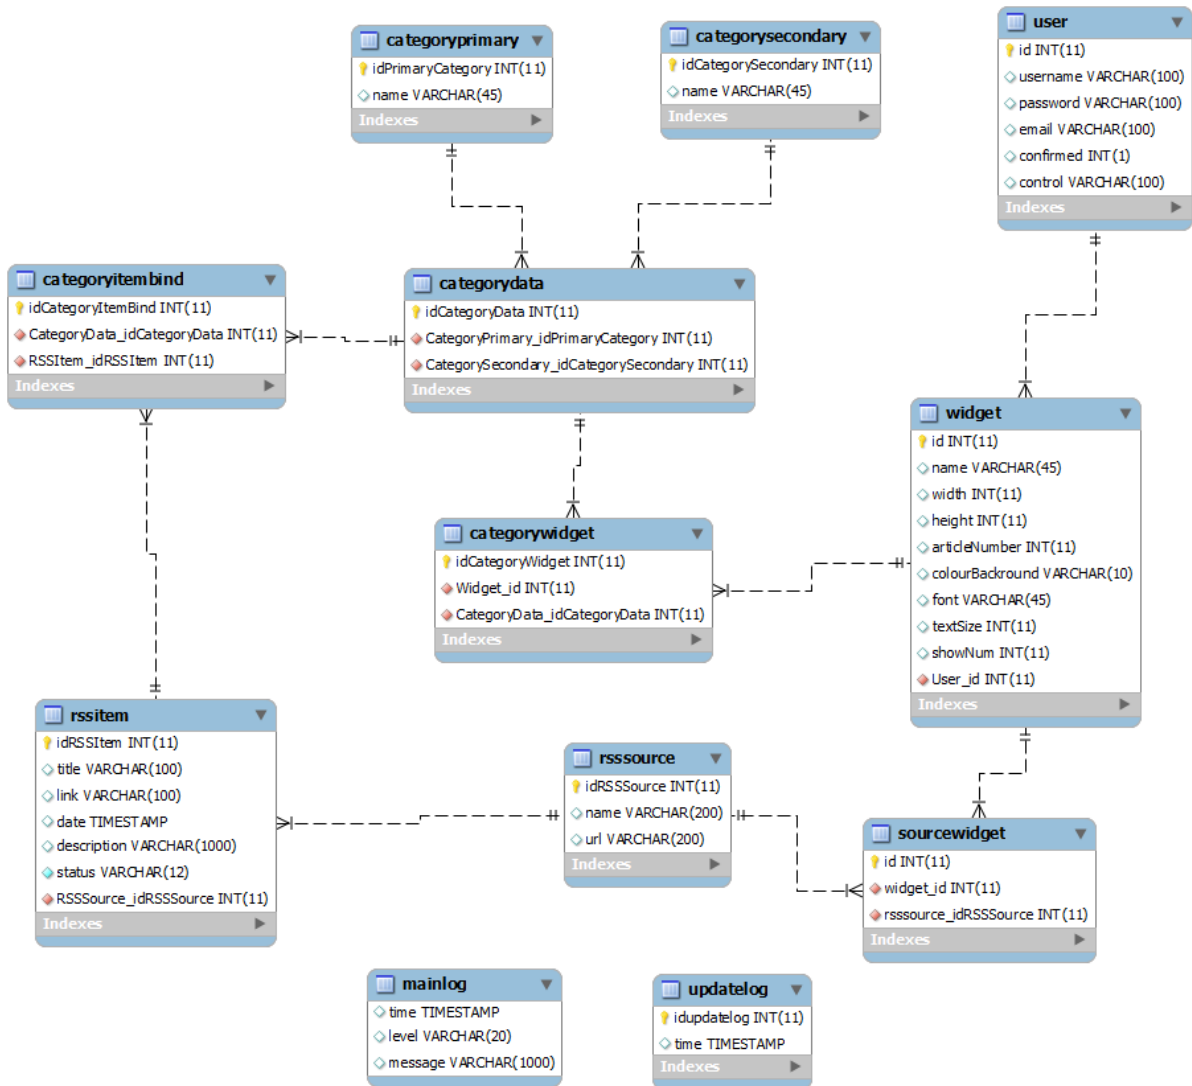 categoryprimary
idPrimaryCategory INT(11)
name VARCHAR(45)
Indexes
categorysecondary
idCategorySecondary INT(11)
name VARCHAR(45)
Indexes
user
id INT(11)
username VARCHAR(100)
password VARCHAR(100)
email VARCHAR(100)
confirmed INT(1)
control VARCHAR(100)
Indexes
categoryitembind
idCategoryItemBind INT(11)
CategoryData_idCategoryData INT(11)
RSSItem_idRSSItem INT(11)
Indexes
categorydata
idCategoryData INT(11)
CategoryPrimary_idPrimaryCategory INT(11)
CategorySecondary_idCategorySecondary INT(11)
Indexes
widget
id INT(11)
name VARCHAR(45)
width INT(11)
height INT(11)
articleNumber INT(11)
colourBackround VARCHAR(10)
font VARCHAR(45)
textSize INT(11)
showNum INT(11)
User_id INT(11)
Indexes
categorywidget
idCategoryWidget INT(11)
Widget_id INT(11)
CategoryData_idCategoryData INT(11)
Indexes
rssitem
idRSSItem INT(11)
title VARCHAR(100)
link VARCHAR(100)
date TIMESTAMP
description VARCHAR(1000)
status VARCHAR(12)
RSSSource_idRSSSource INT(11)
Indexes
rsssource
idRSSSource INT(11)
name VARCHAR(200)
url VARCHAR(200)
Indexes
sourcewidget
id INT(11)
widget_id INT(11)
rsssource_idRSSSource INT(11)
Indexes
mainlog
time TIMESTAMP
level VARCHAR(20)
message VARCHAR(1000)
updatelog
idupdatelog INT(11)
time TIMESTAMP
Indexes